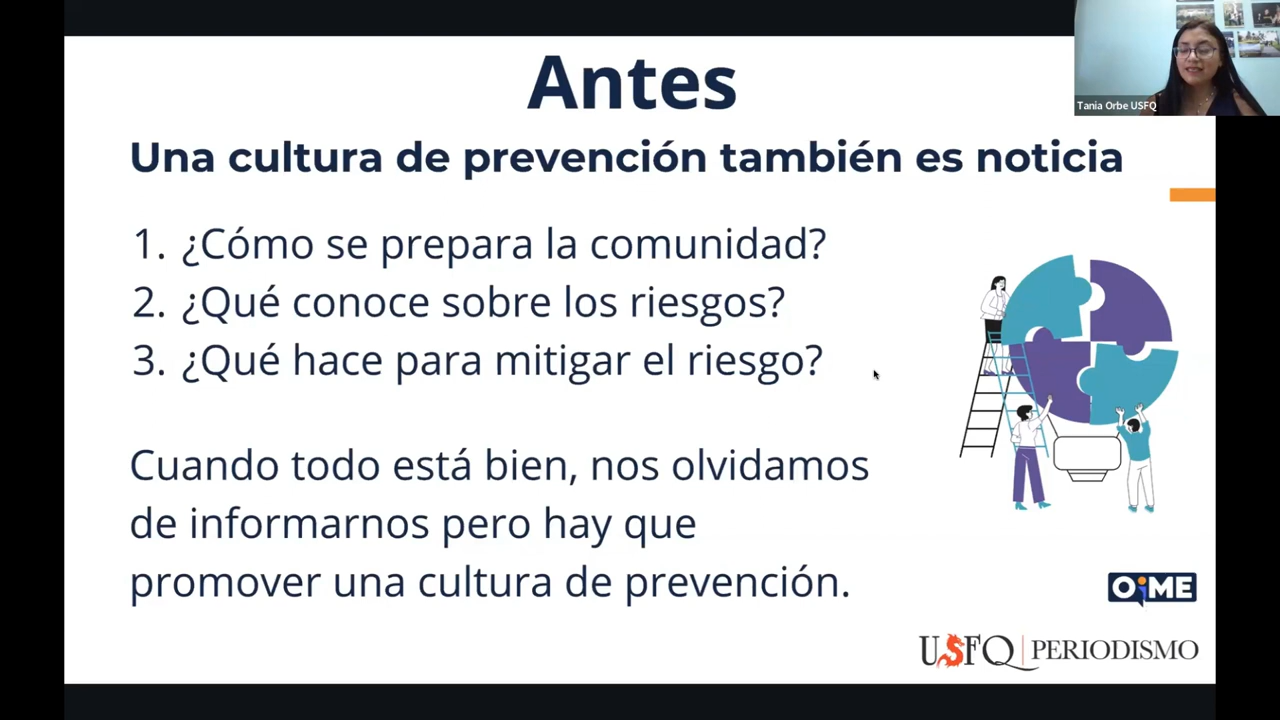 Antes
Tania Orbe USFQ
Una cultura de prevención también es noticia
1. ¿Cómo se prepara la comunidad?
2. ¿Qué conoce sobre los riesgos?
3. ¿Qué hace para mitigar el riesgo?
Cuando todo está bien, nos olvidamos
de informarnos pero hay que
promover una cultura de prevención.
OiME
USFQ | PERIODISMO